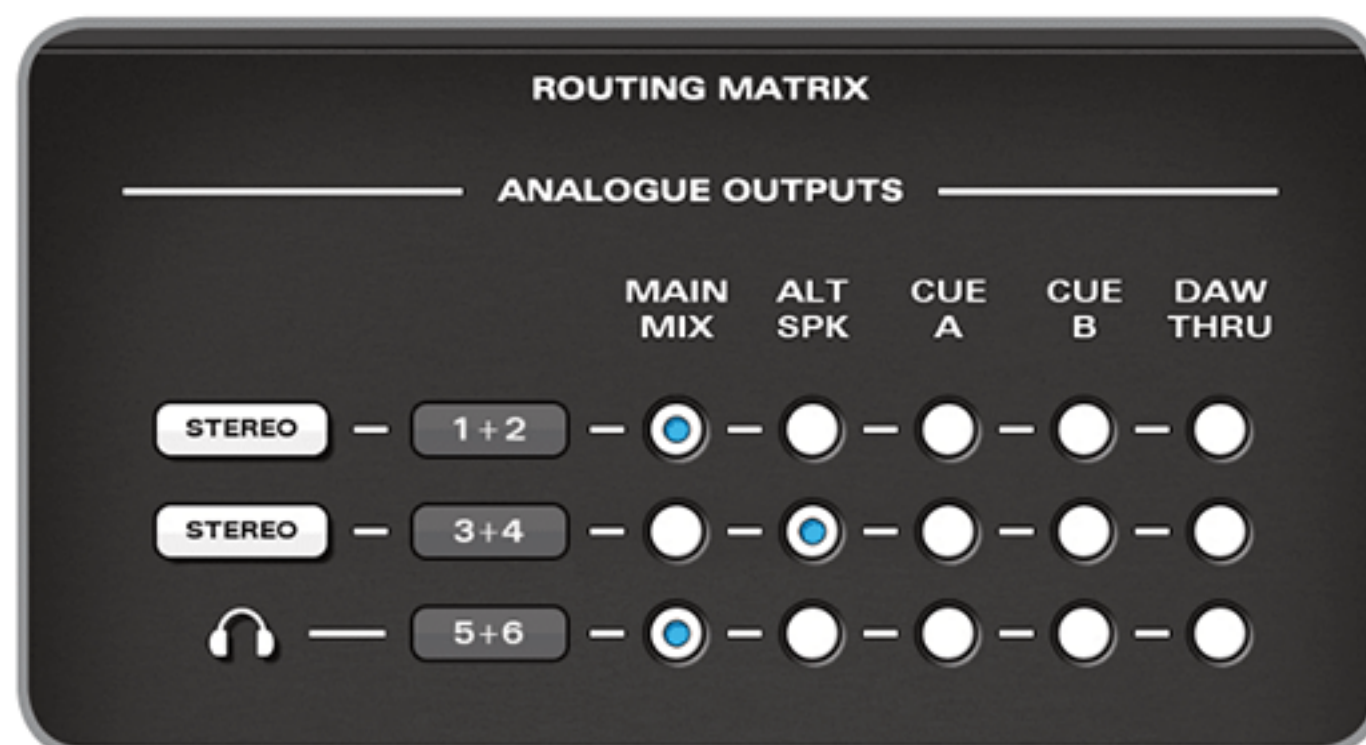 ROUTING MATRIX
ANALOGUE OUTPUTS
MAIN MIX ALT SPK CUE A CUE B DAW THRU
STEREO 1+2
STEREO 3+4
5+6